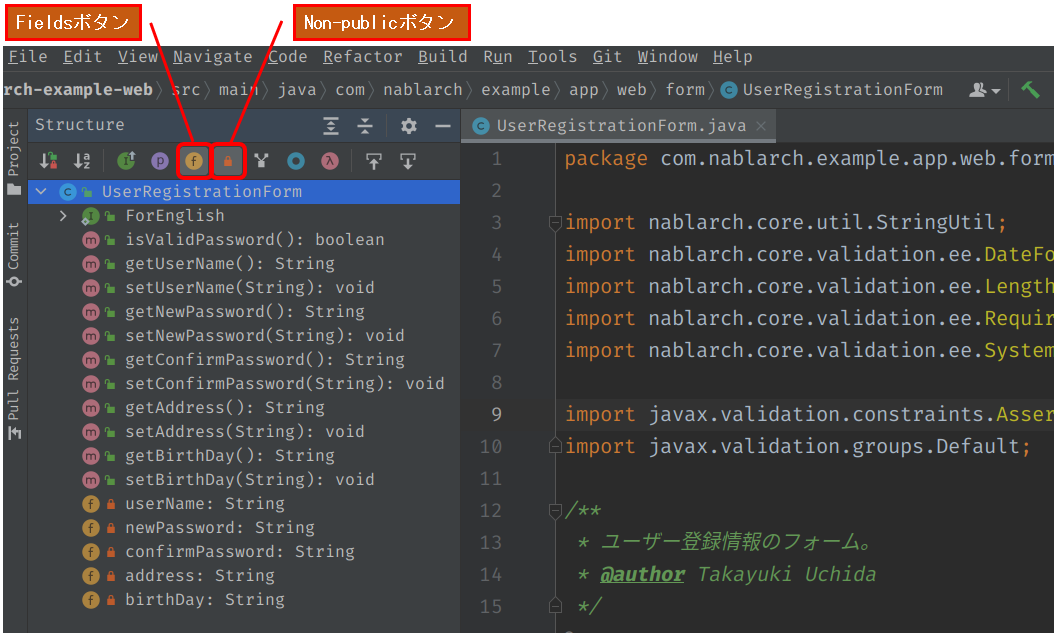 Fieldsボタン
Non-publicボタン
File Edit View Navigate Code Refactor Build Run Tools Git Window Help
rch-example-web src main java com nablarch example app web form UserRegistrationForm
Structure
UserRegistrationForm.java
Project
Commit
Pull Requests
UserRegistrationForm
ForEnglish
isValidPassword(): boolean
getUserName(): String
setUserName(String): void
getNewPassword(): String
setNewPassword(String): void
getConfirmPassword(): String
setConfirmPassword(String): void
getAddress(): String
setAddress(String): void
getBirthDay(): String
setBirthDay(String): void
userName: String
newPassword: String
confirmPassword: String
address: String
birthDay: String
1 package com.nablarch.example.app.web.form
2
3 import nablarch.core.util.StringUtil;
4 import nablarch.core.validation.ee.DateFo
5 import nablarch.core.validation.ee.Length
6 import nablarch.core.validation.ee.Requir
7 import nablarch.core.validation.ee.System
8
9 import javax.validation.constraints.Asser
10 import javax.validation.groups.Default;
11
12 /**
13 * ユーザー登録情報のフォーム。
14 * @author Takayuki Uchida
15 */